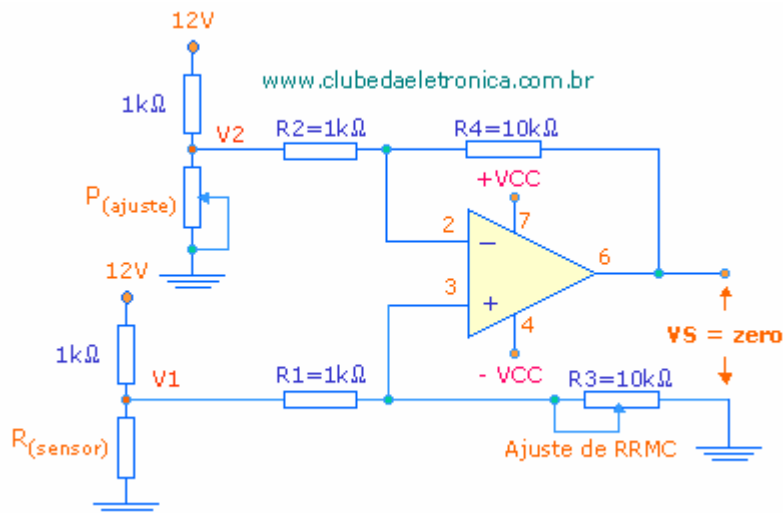 12V
www.clubedaeletronica.com.br
1kΩ
V2
R2=1kΩ
R4=10kΩ
+VCC
P(ajuste)
7
2
−
6
12V
3
+
4
VS = zero
1kΩ
V1
R1=1kΩ
- VCC
R3=10kΩ
R(sensor)
Ajuste de RRMC